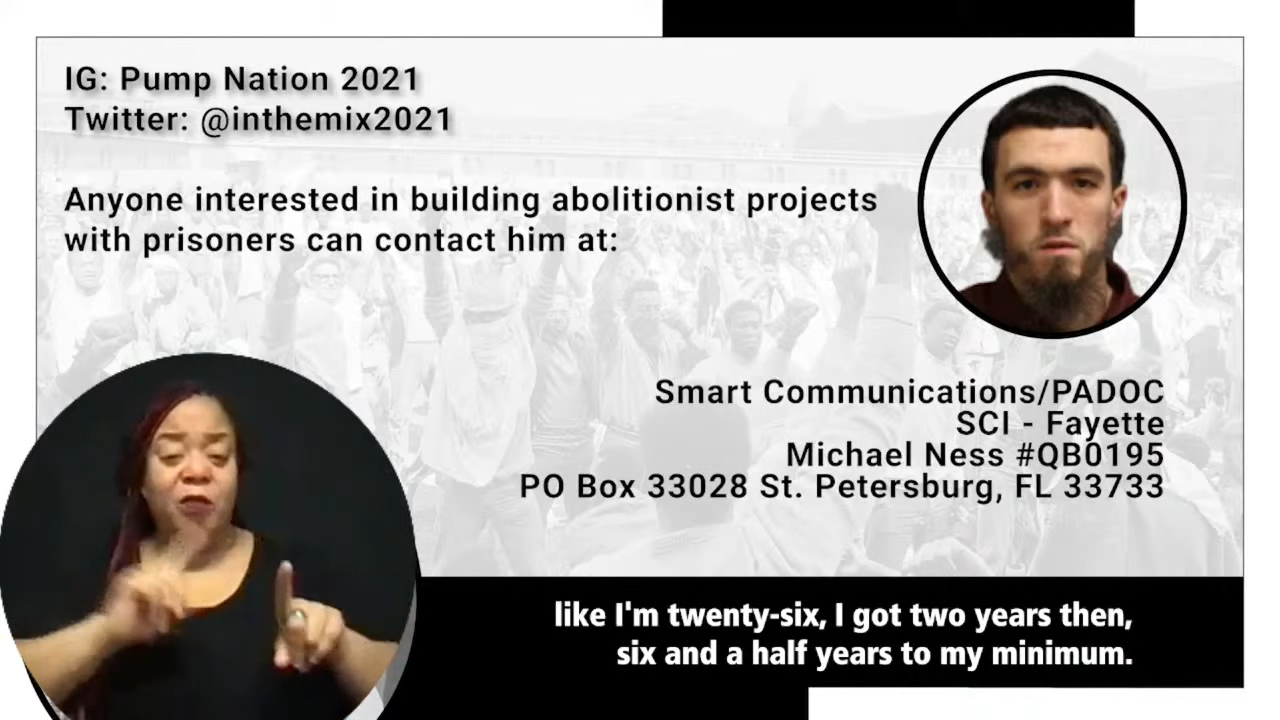 IG: Pump Nation 2021
Twitter: @inthemix2021
Anyone interested in building abolitionist projects
with prisoners can contact him at:
Smart Communications/PADOC
SCI - Fayette
Michael Ness #QB0195
PO Box 33028 St. Petersburg, FL 33733
like I'm twenty-six, I got two years then,
six and a half years to my minimum.